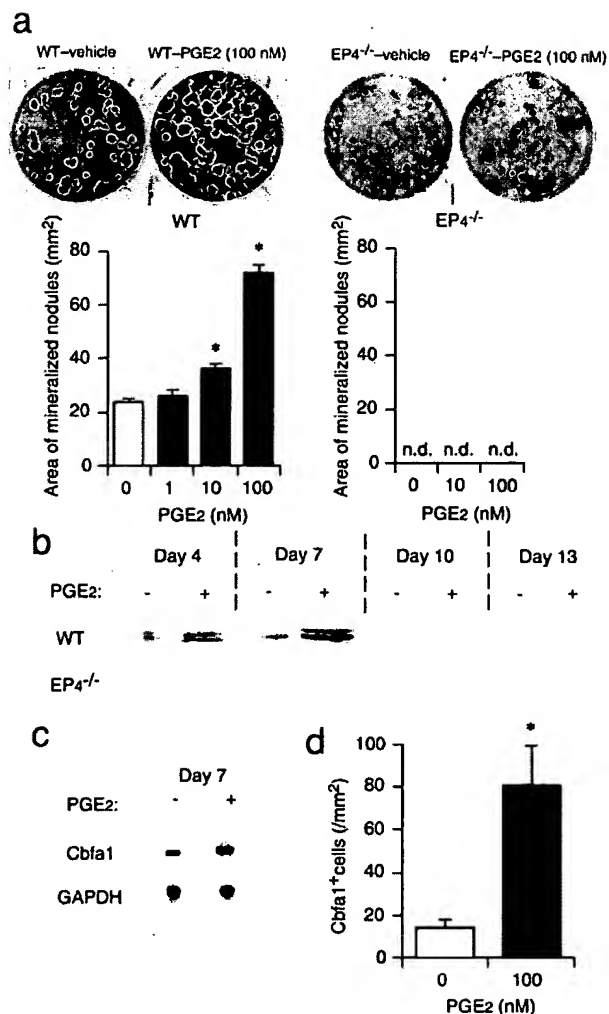 a
WT–vehicle WT–PGE2 (100 nM) EP4-/-–vehicle EP4-/-–PGE2 (100 nM)
WT EP4-/-
Area of mineralized nodules (mm2)
80
60
40
20
0
* *
0 1 10 100
PGE2 (nM)
Area of mineralized nodules (mm2)
80
60
40
20
0
n.d. n.d. n.d.
0 10 100
PGE2 (nM)
b
Day 4 Day 7 Day 10 Day 13
PGE2: - + - + - + - +
WT
EP4-/-
c
Day 7
PGE2: - +
Cbfa1
GAPDH
d
Cbfa1+cells (/mm2)
100
80
60
40
20
0
*
0 100
PGE2 (nM)